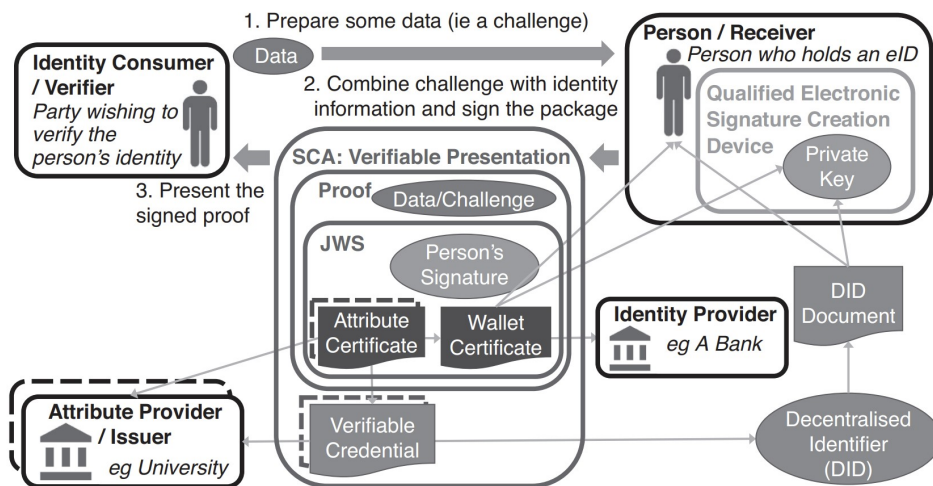 1. Prepare some data (ie a challenge)
Data
Identity Consumer
/ Verifier
Party wishing to
verify the
person's identity
Person / Receiver
Person who holds an eID
2. Combine challenge with identity
information and sign the package
Qualified Electronic
Signature Creation
Device
Private
Key
3. Present the
signed proof
SCA: Verifiable Presentation
Proof
Data/Challenge
JWS
Person's
Signature
Attribute
Certificate
Wallet
Certificate
Identity Provider
eg A Bank
DID
Document
Attribute Provider
/ Issuer
eg University
Verifiable
Credential
Decentralised
Identifier
(DID)